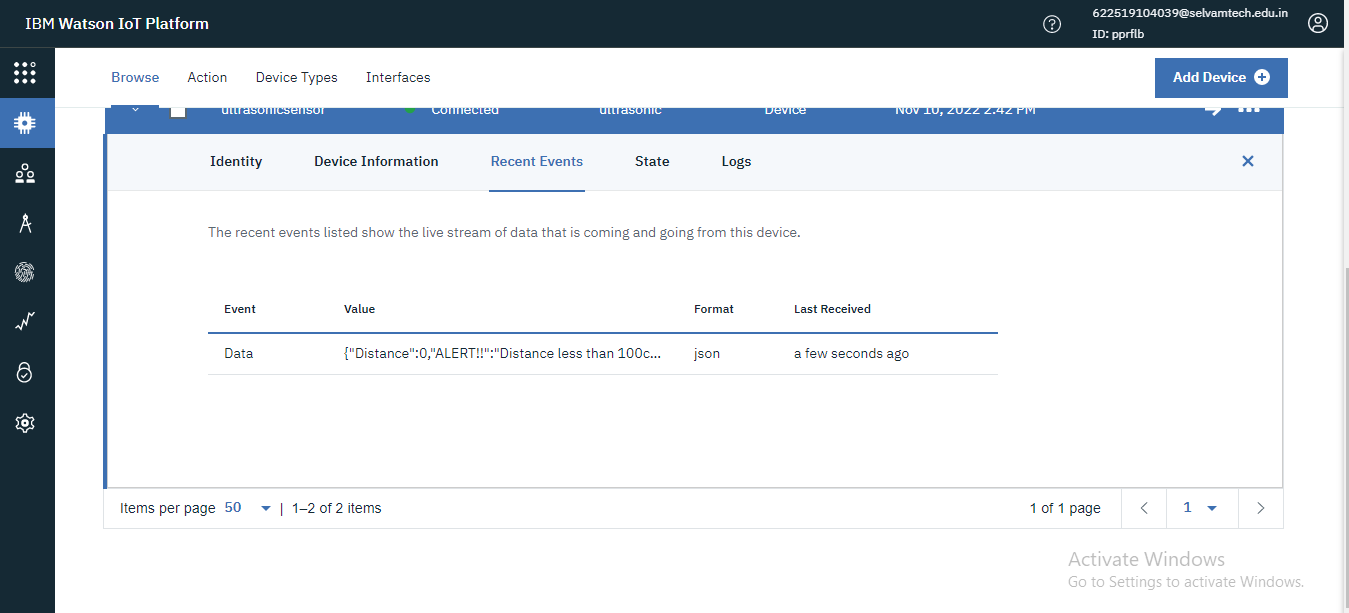 IBM Watson IoT Platform
622519104039@selvamtech.edu.in
ID: pprflb
Browse Action Device Types Interfaces
Add Device
ultrasonicsensor Connected ultrasonic Device Nov 10, 2022 2:42 PM
Identity Device Information Recent Events State Logs
The recent events listed show the live stream of data that is coming and going from this device.
Event Value Format Last Received
Data {"Distance":0,"ALERT!!":"Distance less than 100c... json a few seconds ago
Items per page 50 | 1–2 of 2 items 1 of 1 page 1
Activate Windows
Go to Settings to activate Windows.